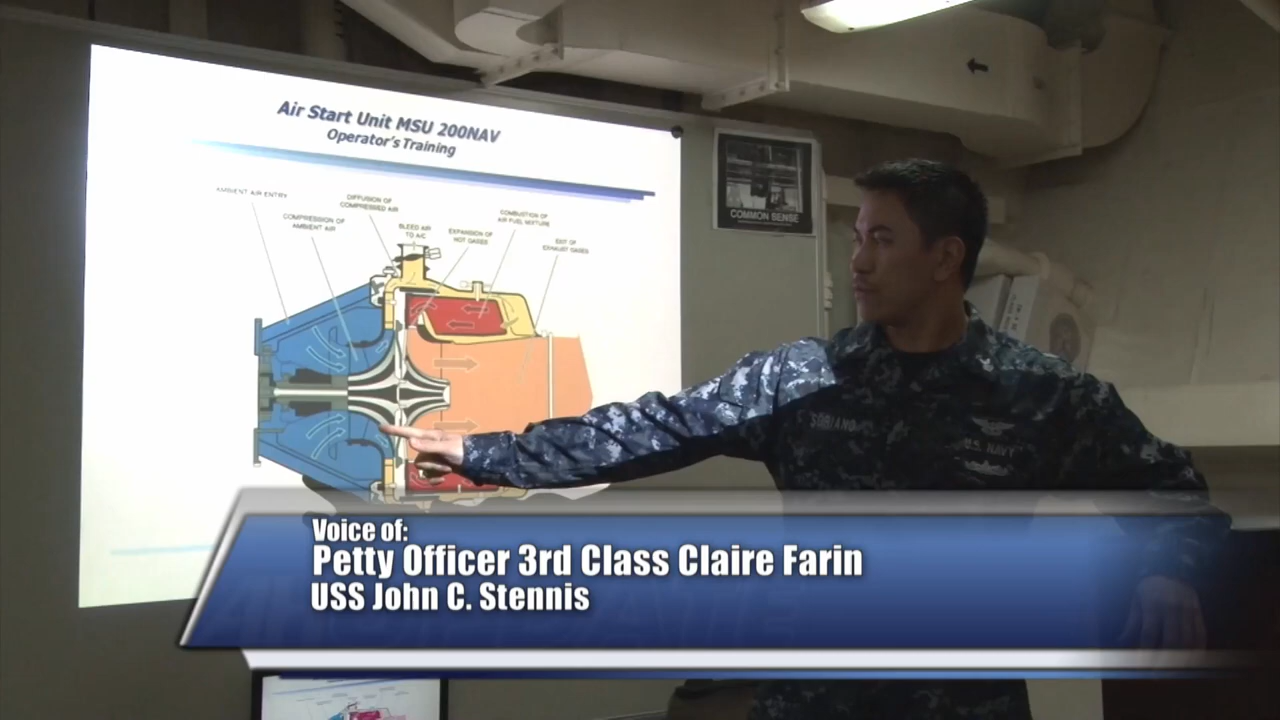 Air Start Unit MSU 200NAV
Operator's Training
AMBIENT AIR ENTRY
DIFFUSION OF
COMPRESSED AIR
COMPRESSION OF
AMBIENT AIR
BLEED AIR
TO A/C
EXPANSION OF
HOT GASES
COMBUSTION OF
AIR FUEL MIXTURE
EXIT OF
EXHAUST GASES
COMMON SENSE
SORIANO
U.S. NAVY
Voice of:
Petty Officer 3rd Class Claire Farin
USS John C. Stennis